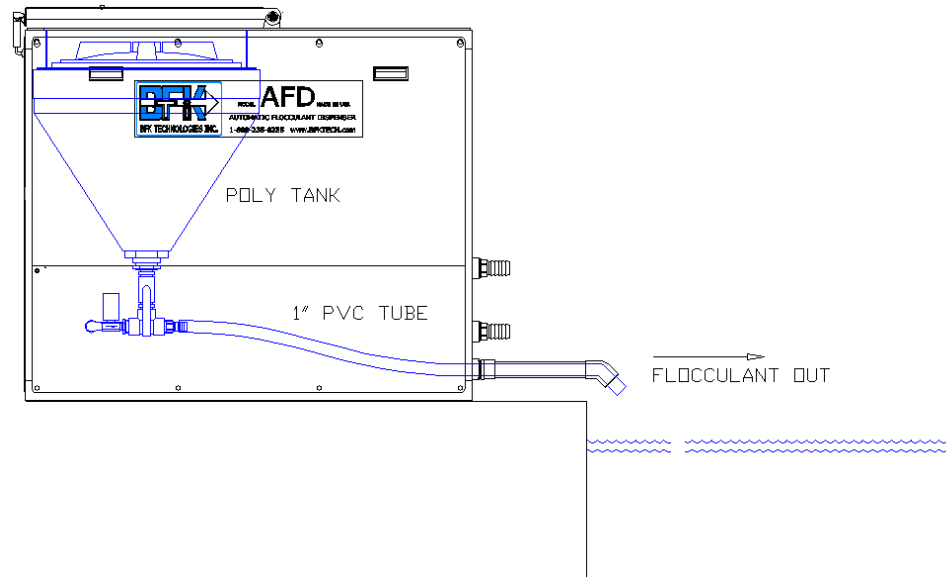 BFK
BFK TECHNOLOGIES INC.
MODEL AFD MADE IN USA
AUTOMATIC FLOCCULANT DISPENSER
www.BFKTECH.com
POLY TANK
1" PVC TUBE
FLOCCULANT OUT